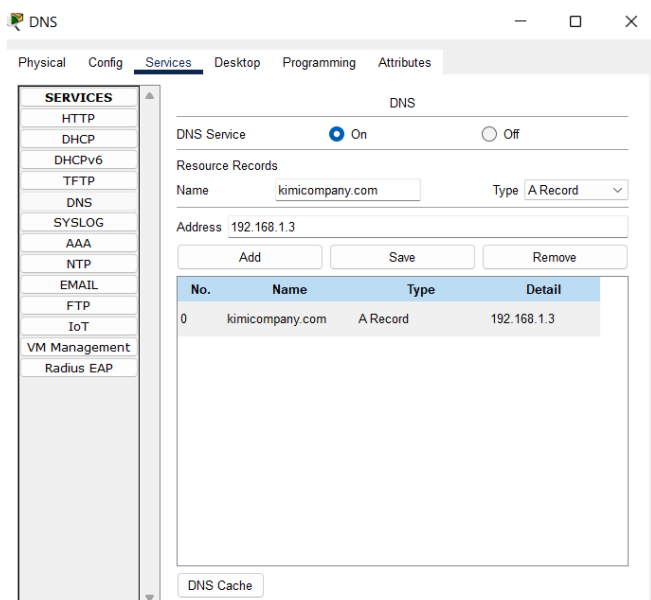 DNS
Physical Config Services Desktop Programming Attributes
SERVICES
HTTP
DHCP
DHCPv6
TFTP
DNS
SYSLOG
AAA
NTP
EMAIL
FTP
IoT
VM Management
Radius EAP
DNS
DNS Service On Off
Resource Records
Name kimicompany.com Type A Record
Address 192.168.1.3
Add Save Remove
No. Name Type Detail
0 kimicompany.com A Record 192.168.1.3
DNS Cache